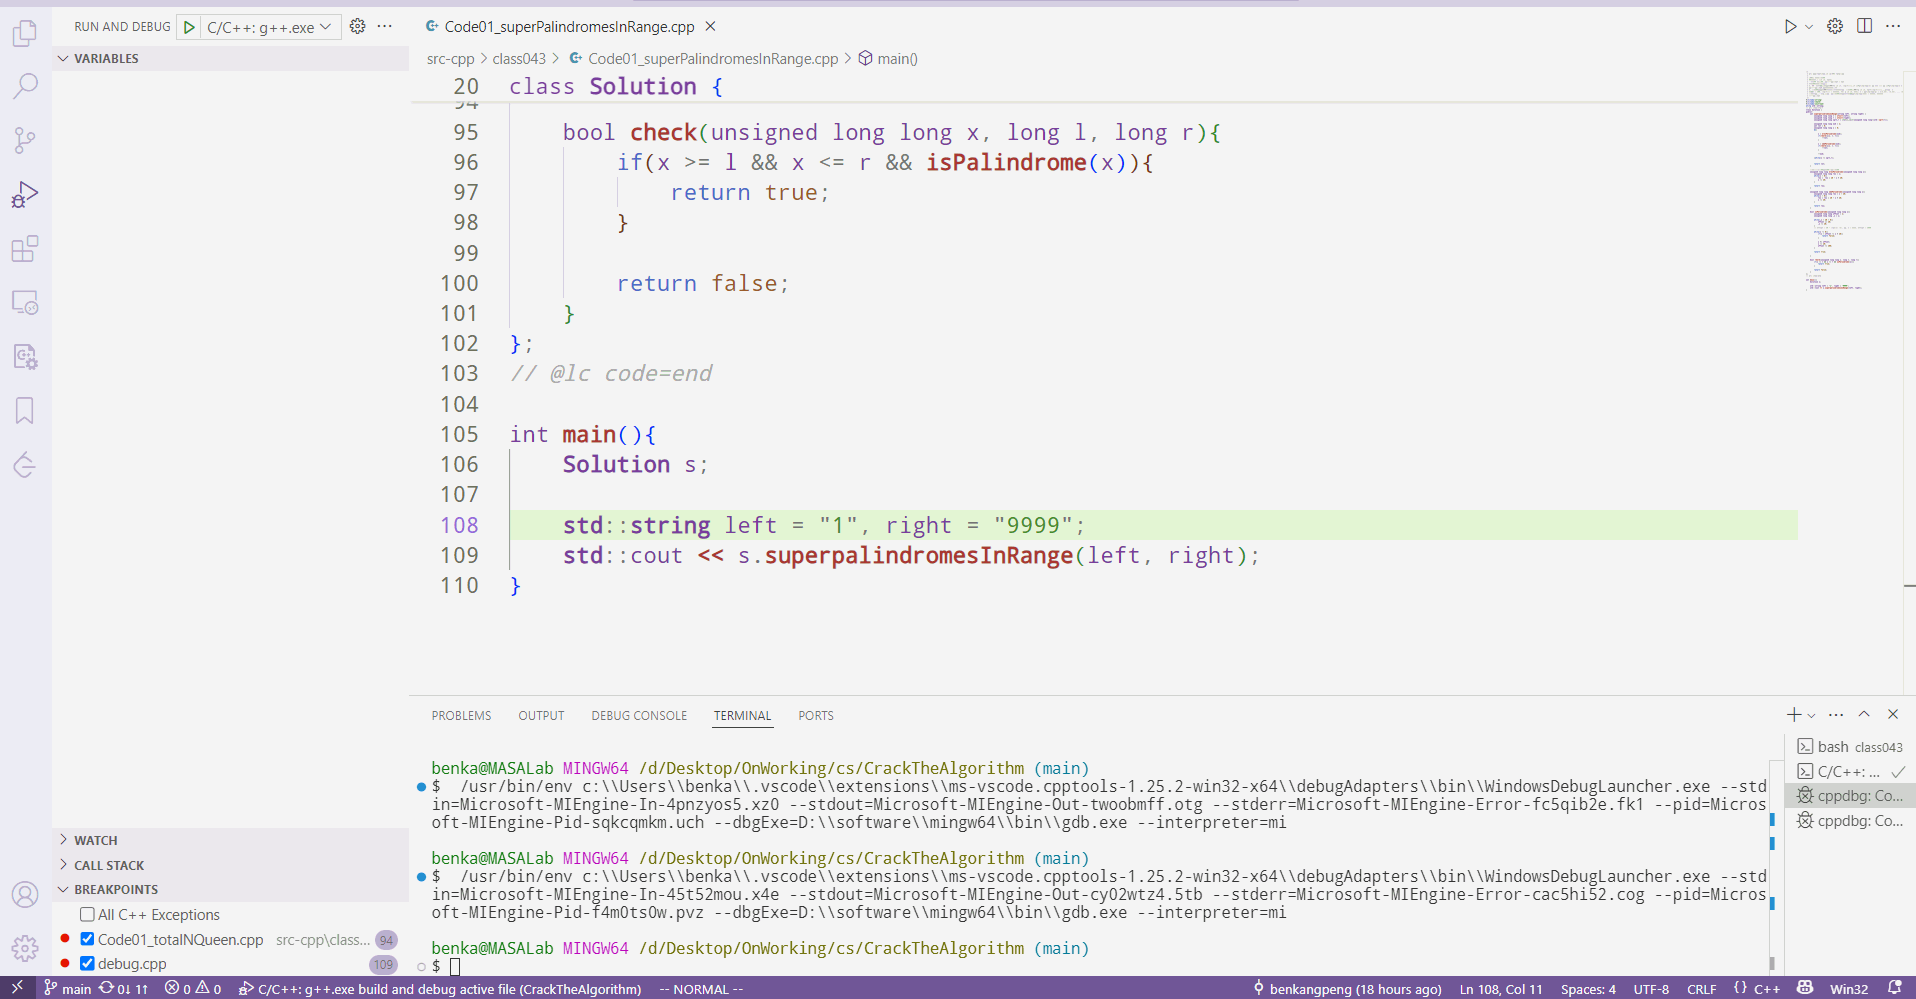 RUN AND DEBUG C/C++: g++.exe
VARIABLES
WATCH
CALL STACK
BREAKPOINTS
All C++ Exceptions
Code01_totalNQueen.cpp src-cpp\class... 94
debug.cpp 109
Code01_superPalindromesInRange.cpp
src-cpp > class043 > Code01_superPalindromesInRange.cpp > main()
20 class Solution {
94
95 bool check(unsigned long long x, long l, long r){
96 if(x >= l && x <= r && isPalindrome(x)){
97 return true;
98 }
99
100 return false;
101 }
102 };
103 // @lc code=end
104
105 int main(){
106 Solution s;
107
108 std::string left = "1", right = "9999";
109 std::cout << s.superpalindromesInRange(left, right);
110 }
PROBLEMS OUTPUT DEBUG CONSOLE TERMINAL PORTS
benka@MASALab MINGW64 /d/Desktop/OnWorking/cs/CrackTheAlgorithm (main)
$ /usr/bin/env c:\\Users\\benka\\.vscode\\extensions\\ms-vscode.cpptools-1.25.2-win32-x64\\debugAdapters\\bin\\WindowsDebugLauncher.exe --std
in=Microsoft-MIEngine-In-4pnzyos5.xz0 --stdout=Microsoft-MIEngine-Out-twoobmff.otg --stderr=Microsoft-MIEngine-Error-fc5qib2e.fk1 --pid=Micros
oft-MIEngine-Pid-sqkcqmkm.uch --dbgExe=D:\\software\\mingw64\\bin\\gdb.exe --interpreter=mi
benka@MASALab MINGW64 /d/Desktop/OnWorking/cs/CrackTheAlgorithm (main)
$ /usr/bin/env c:\\Users\\benka\\.vscode\\extensions\\ms-vscode.cpptools-1.25.2-win32-x64\\debugAdapters\\bin\\WindowsDebugLauncher.exe --std
in=Microsoft-MIEngine-In-45t52mou.x4e --stdout=Microsoft-MIEngine-Out-cy02wtz4.5tb --stderr=Microsoft-MIEngine-Error-cac5hi52.cog --pid=Micros
oft-MIEngine-Pid-f4m0ts0w.pvz --dbgExe=D:\\software\\mingw64\\bin\\gdb.exe --interpreter=mi
benka@MASALab MINGW64 /d/Desktop/OnWorking/cs/CrackTheAlgorithm (main)
$
bash class043
C/C++: ...
cppdbg: Co...
cppdbg: Co...
main 0↓ 1↑ 0 0 C/C++: g++.exe build and debug active file (CrackTheAlgorithm) -- NORMAL -- benkangpeng (18 hours ago) Ln 108, Col 11 Spaces: 4 UTF-8 CRLF {} C++ Win32